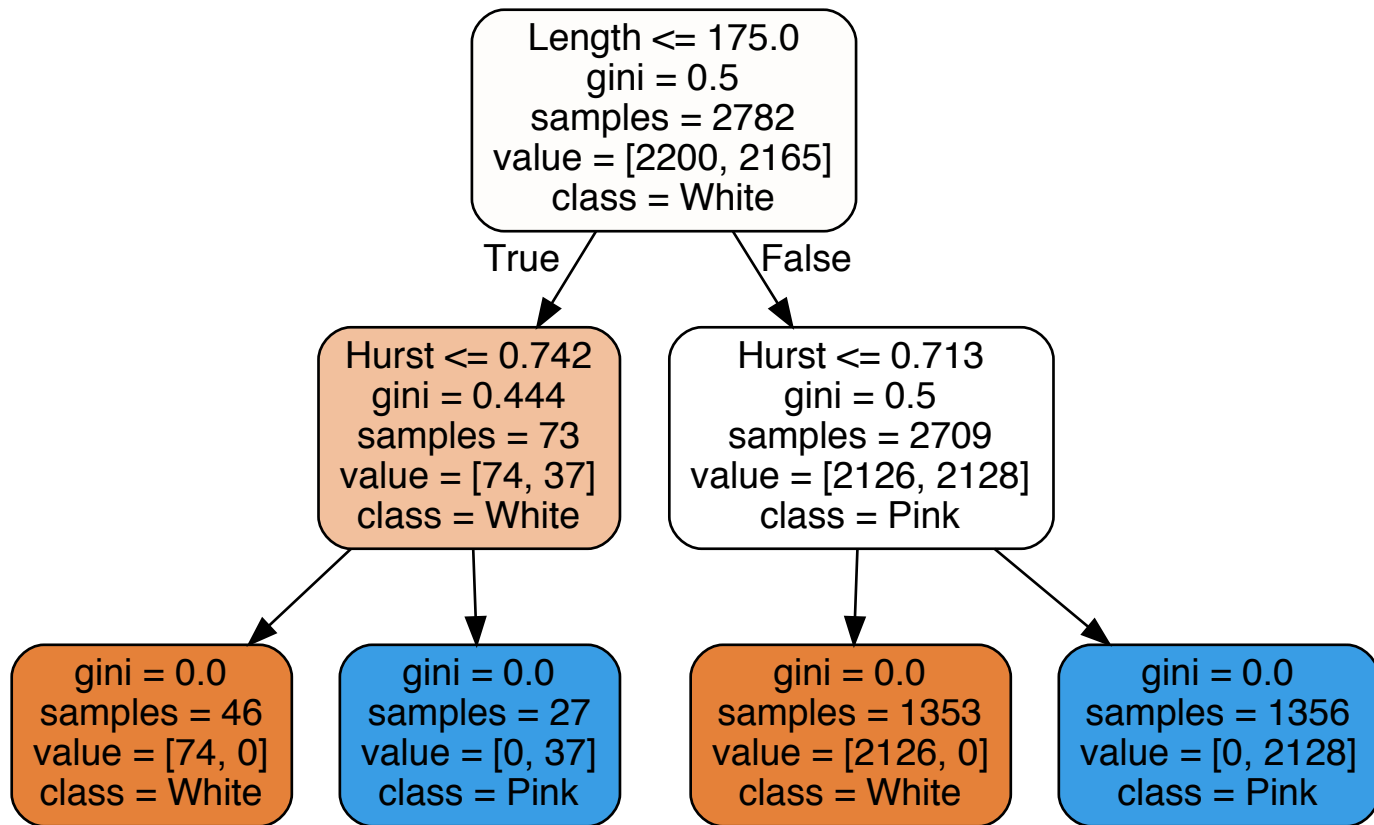 Length <= 175.0
gini = 0.5
samples = 2782
value = [2200, 2165]
class = White
True
False
Hurst <= 0.742
gini = 0.444
samples = 73
value = [74, 37]
class = White
Hurst <= 0.713
gini = 0.5
samples = 2709
value = [2126, 2128]
class = Pink
gini = 0.0
samples = 46
value = [74, 0]
class = White
gini = 0.0
samples = 27
value = [0, 37]
class = Pink
gini = 0.0
samples = 1353
value = [2126, 0]
class = White
gini = 0.0
samples = 1356
value = [0, 2128]
class = Pink